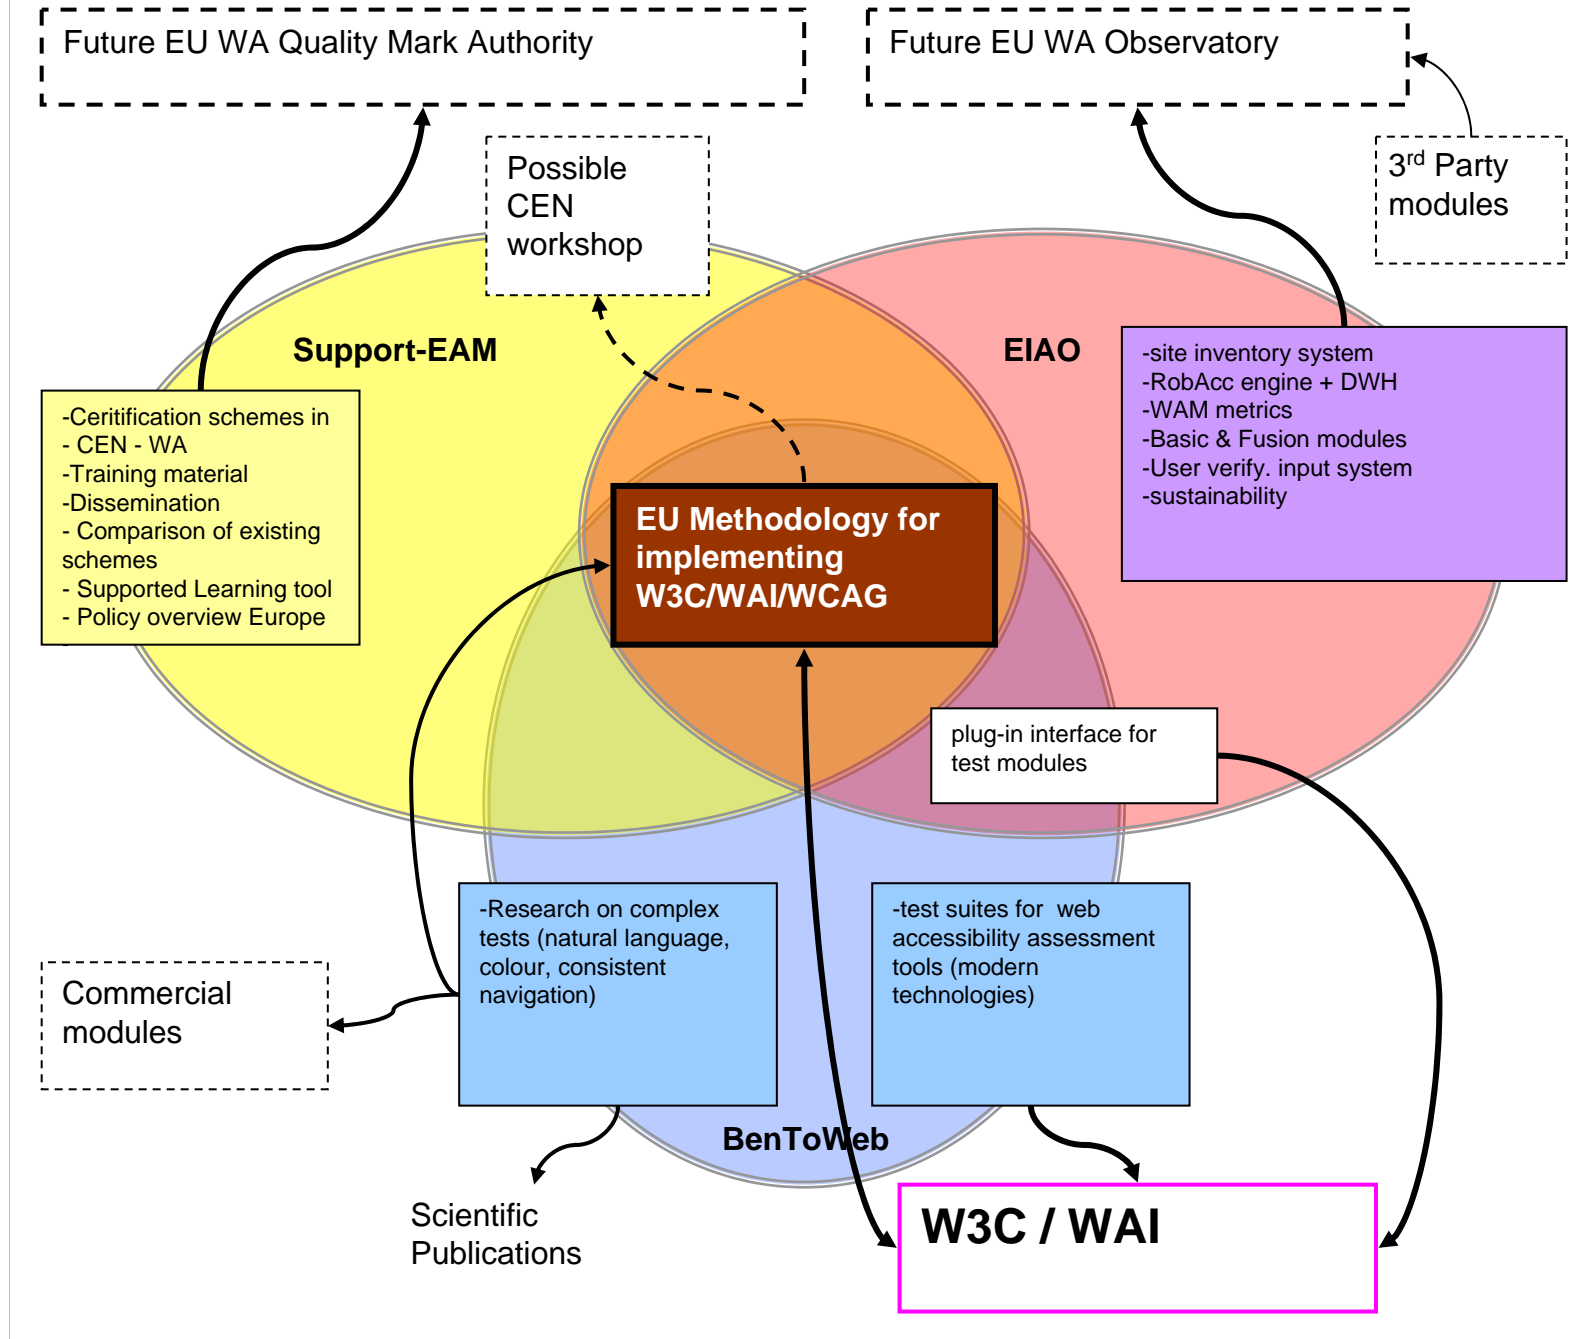 Future EU WA Quality Mark Authority
Future EU WA Observatory
Possible
CEN
workshop
3rd Party
modules
Support-EAM
EIAO
-Ceritification schemes in
- CEN - WA
-Training material
-Dissemination
- Comparison of existing
schemes
- Supported Learning tool
- Policy overview Europe
-
-site inventory system
-RobAcc engine + DWH
-WAM metrics
-Basic & Fusion modules
-User verify. input system
-sustainability
EU Methodology for
implementing
W3C/WAI/WCAG
plug-in interface for
test modules
-Research on complex
tests (natural language,
colour, consistent
navigation)
-test suites for  web
accessibility assessment
tools (modern
technologies)
Commercial
modules
BenToWeb
Scientific
Publications
W3C / WAI